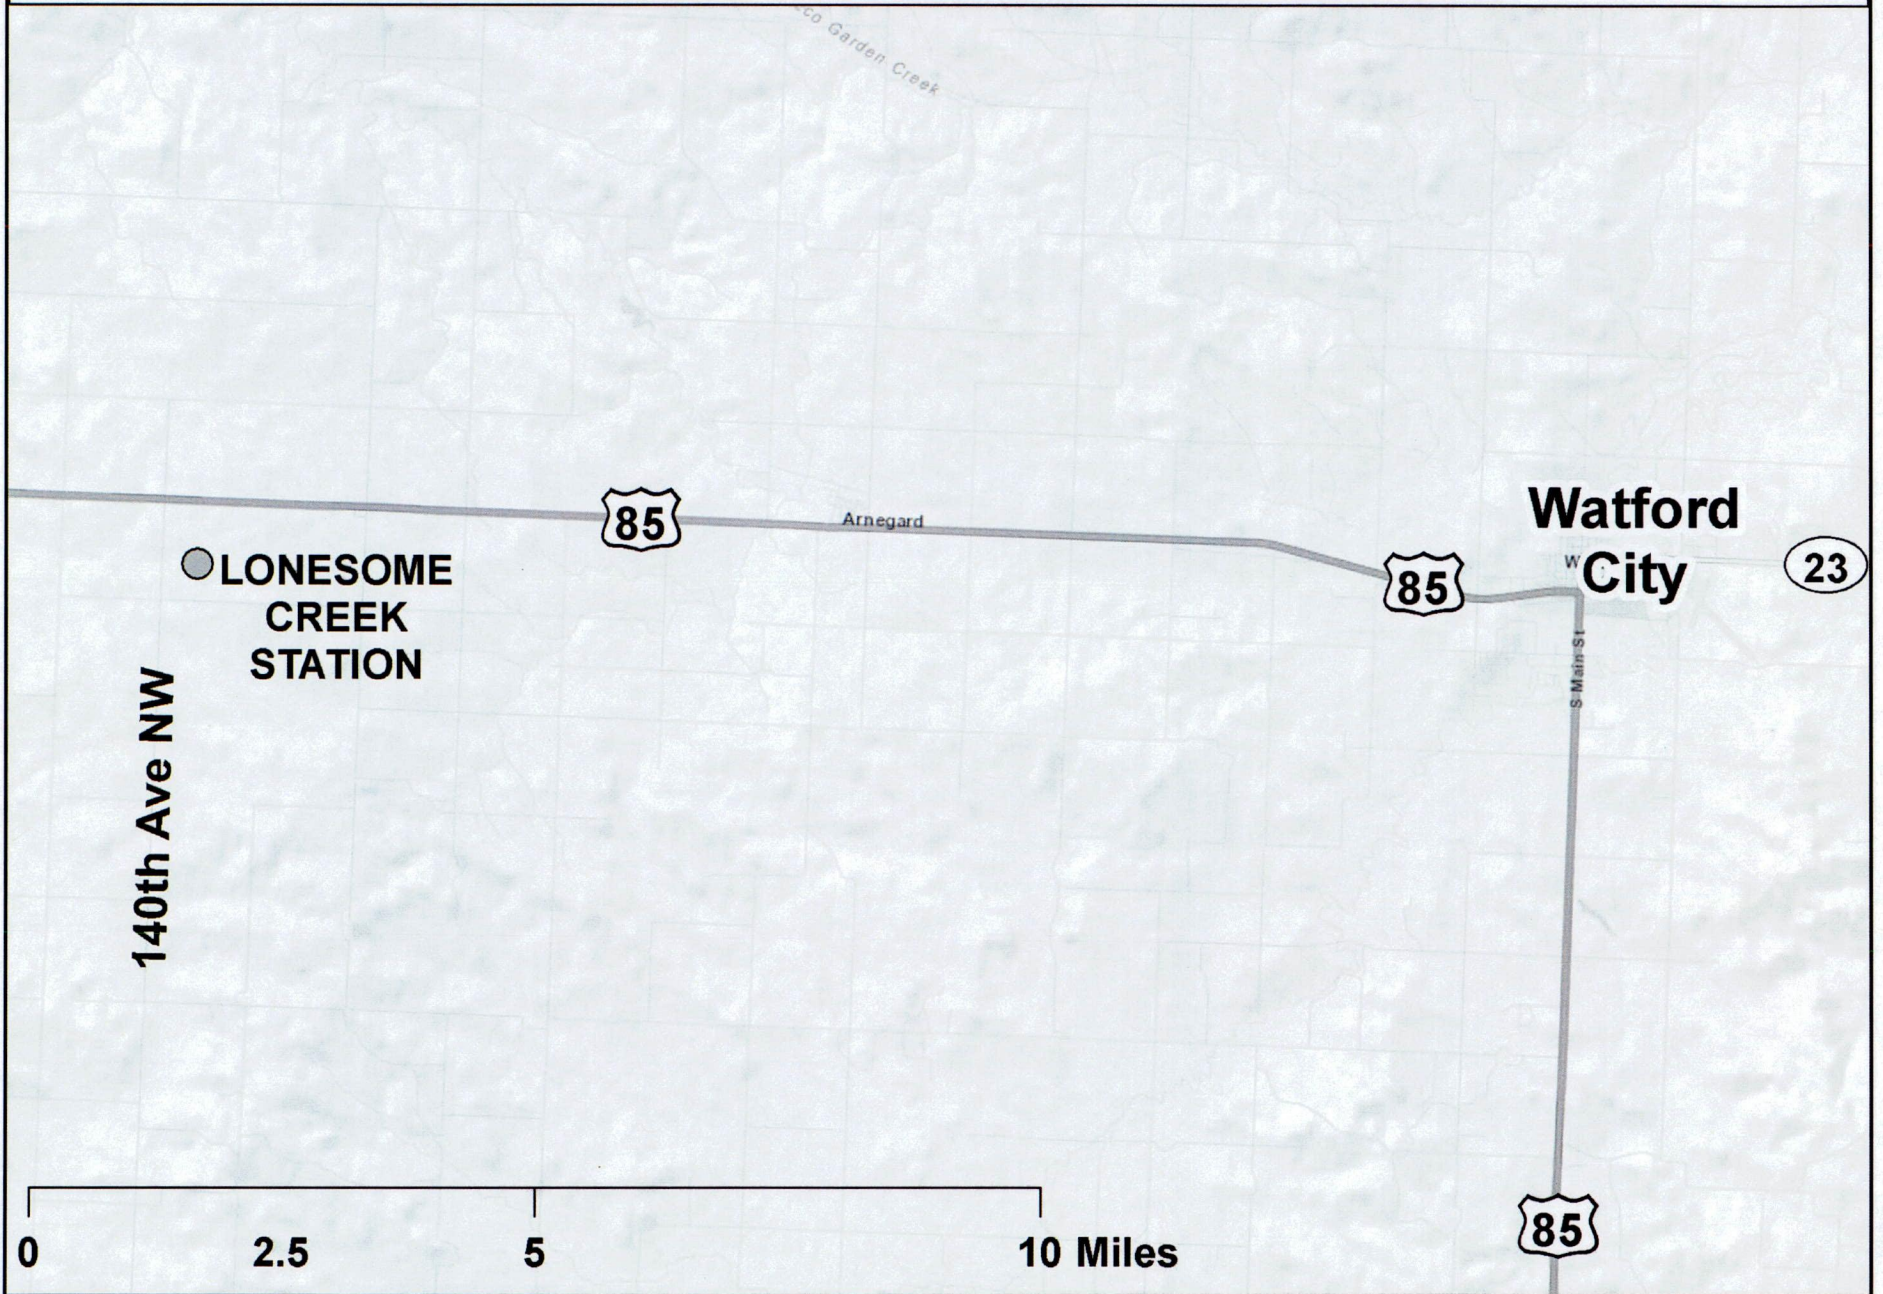 Garden Creek
85
Arnegard
Watford
City
W
23
85
LONESOME
CREEK
STATION
S Main St
140th Ave NW
85
0 2.5 5 10 Miles